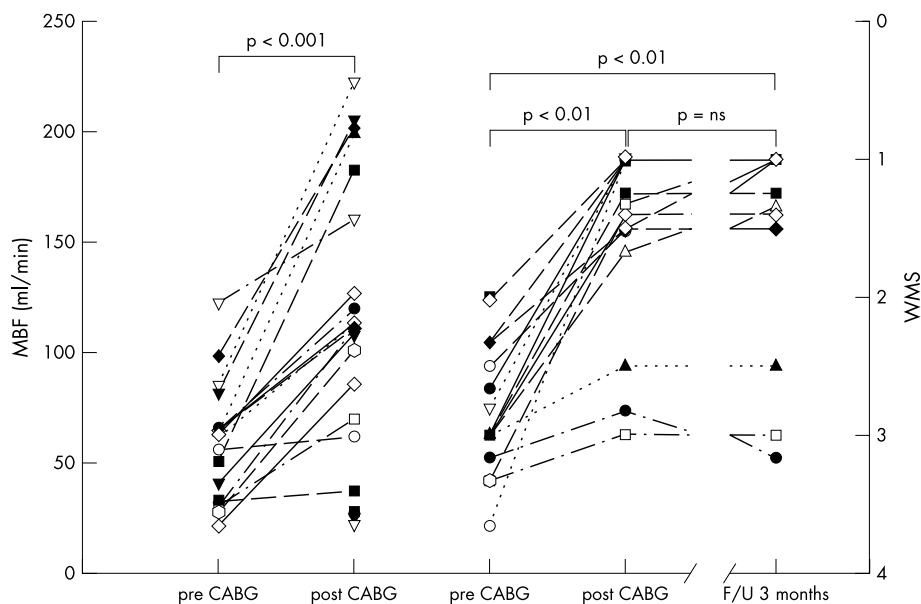 250
200
150
100
50
0
MBF (ml/min)
p < 0.001
p < 0.01
p < 0.01
p = ns
0
1
2
3
4
WMS
pre CABG
post CABG
pre CABG
post CABG
F/U 3 months